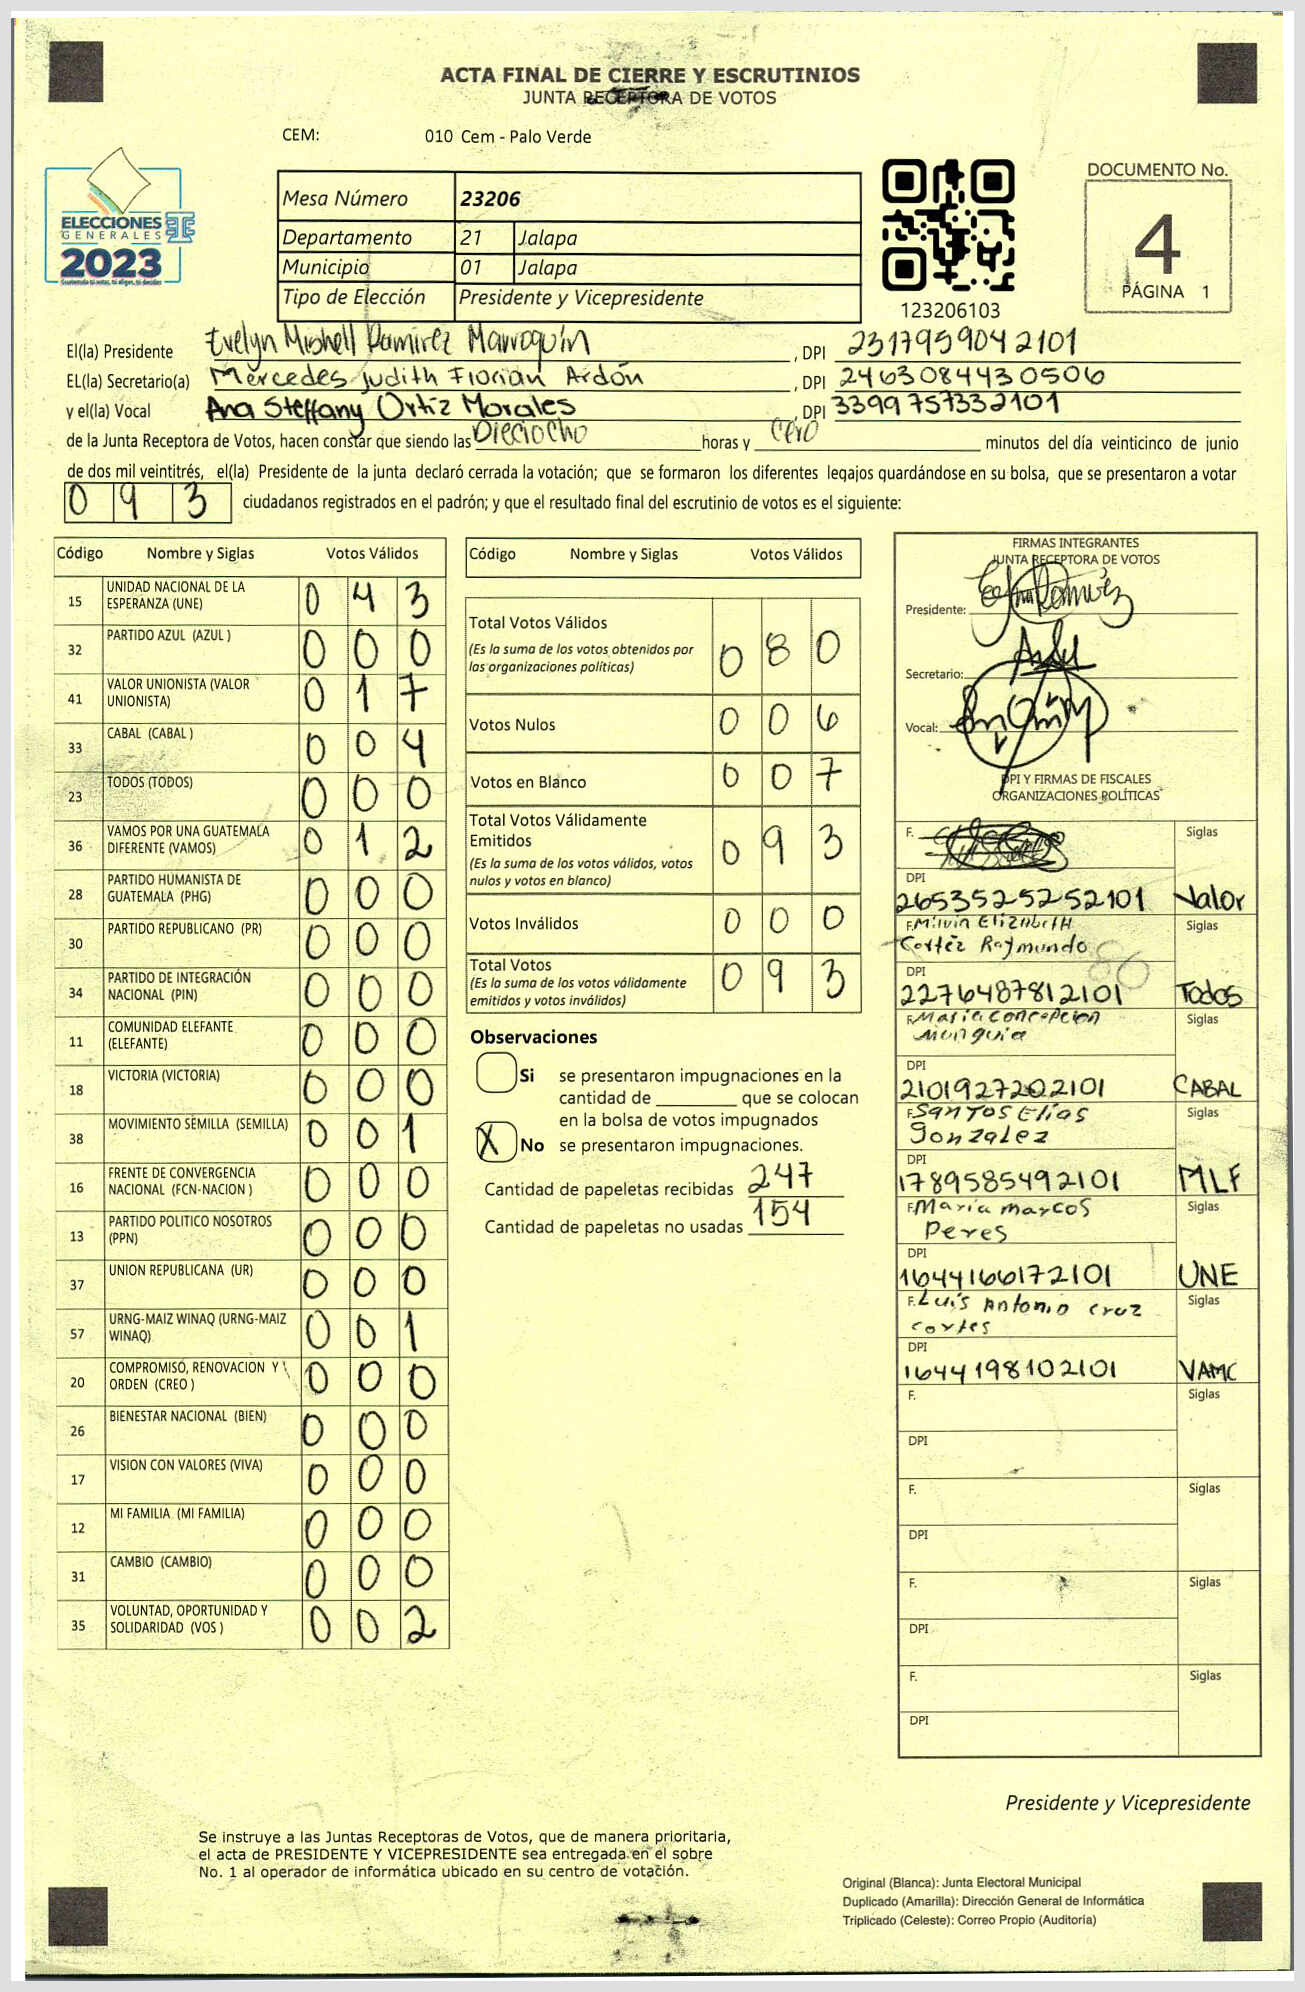 ACTA FINAL DE CIERRE Y ESCRUTINIOS
JUNTA RECEPTORA DE VOTOS
CEM: 010 Cem - Palo Verde
ELECCIONES
GENERALES
2023
Guatemala tú votas, tú eliges, tú decides
Mesa Número 23206
Departamento 21 Jalapa
Municipio 01 Jalapa
Tipo de Elección Presidente y Vicepresidente
123206103
DOCUMENTO No.
4
PÁGINA 1
El(la) Presidente Evelyn Mishell Ramirez Marroquín , DPI 2317959042101
EL(la) Secretario(a) Mercedes Judith Florian Ardón , DPI 2463084430506
y el(la) Vocal Ana Steffany Ortiz Morales , DPI 3399757332101
de la Junta Receptora de Votos, hacen constar que siendo las Dieciocho horas y cero minutos del día veinticinco de junio
de dos mil veintitrés, el(la) Presidente de la junta declaró cerrada la votación; que se formaron los diferentes legajos quardándose en su bolsa, que se presentaron a votar
0 9 3 ciudadanos registrados en el padrón; y que el resultado final del escrutinio de votos es el siguiente:
Código Nombre y Siglas Votos Válidos
15 UNIDAD NACIONAL DE LA ESPERANZA (UNE) 0 4 3
32 PARTIDO AZUL (AZUL ) 0 0 0
41 VALOR UNIONISTA (VALOR UNIONISTA) 0 1 7
33 CABAL (CABAL ) 0 0 4
23 TODOS (TODOS) 0 0 0
36 VAMOS POR UNA GUATEMALA DIFERENTE (VAMOS) 0 1 2
28 PARTIDO HUMANISTA DE GUATEMALA (PHG) 0 0 0
30 PARTIDO REPUBLICANO (PR) 0 0 0
34 PARTIDO DE INTEGRACIÓN NACIONAL (PIN) 0 0 0
11 COMUNIDAD ELEFANTE (ELEFANTE) 0 0 0
18 VICTORIA (VICTORIA) 0 0 0
38 MOVIMIENTO SEMILLA (SEMILLA) 0 0 1
16 FRENTE DE CONVERGENCIA NACIONAL (FCN-NACION ) 0 0 0
13 PARTIDO POLITICO NOSOTROS (PPN) 0 0 0
37 UNION REPUBLICANA (UR) 0 0 0
57 URNG-MAIZ WINAQ (URNG-MAIZ WINAQ) 0 0 1
20 COMPROMISO, RENOVACION Y ORDEN (CREO ) 0 0 0
26 BIENESTAR NACIONAL (BIEN) 0 0 0
17 VISION CON VALORES (VIVA) 0 0 0
12 MI FAMILIA (MI FAMILIA) 0 0 0
31 CAMBIO (CAMBIO) 0 0 0
35 VOLUNTAD, OPORTUNIDAD Y SOLIDARIDAD (VOS ) 0 0 2
Código Nombre y Siglas Votos Válidos
Total Votos Válidos 0 8 0
(Es la suma de los votos obtenidos por
las organizaciones políticas)
Votos Nulos 0 0 6
Votos en Blanco 0 0 7
Total Votos Válidamente
Emitidos 0 9 3
(Es la suma de los votos válidos, votos
nulos y votos en blanco)
Votos Inválidos 0 0 0
Total Votos 0 9 3
(Es la suma de los votos válidamente
emitidos y votos inválidos)
Observaciones
Si se presentaron impugnaciones en la
cantidad de ________ que se colocan
en la bolsa de votos impugnados
X No se presentaron impugnaciones.
Cantidad de papeletas recibidas 247
Cantidad de papeletas no usadas 154
FIRMAS INTEGRANTES
JUNTA RECEPTORA DE VOTOS
Presidente:
Secretario:
Vocal:
DPI Y FIRMAS DE FISCALES
ORGANIZACIONES POLÍTICAS
F. Siglas
DPI
2653525252101 Valor
F. Milvin Elizabeth Siglas
Cortéz Raymundo
86
DPI
2276487812101 Todos
F. Maria Concepcion Siglas
Munguia
DPI
2101927202101 CABAL
F. Santos Elías Siglas
Gonzalez
DPI
1789585492101 MLF
F. Maria Marcos Siglas
Peres
DPI
1644166172101 UNE
F. Luis Antonio Cruz Siglas
Cortes
DPI
1644198102101 VAMC
F. Siglas
DPI
F. Siglas
DPI
F. Siglas
DPI
F. Siglas
DPI
Presidente y Vicepresidente
Se instruye a las Juntas Receptoras de Votos, que de manera prioritaria,
el acta de PRESIDENTE Y VICEPRESIDENTE sea entregada en el sobre
No. 1 al operador de informática ubicado en su centro de votación.
Original (Blanca): Junta Electoral Municipal
Duplicado (Amarilla): Dirección General de Informática
Triplicado (Celeste): Correo Propio (Auditoría)